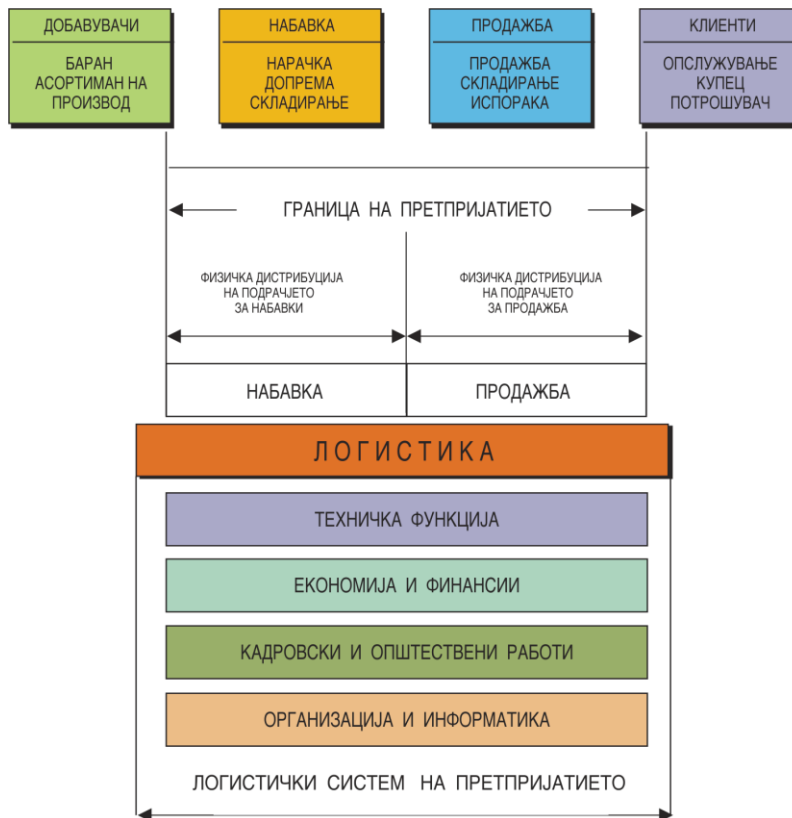 ДОБАВУВАЧИ
БАРАН
АСОРТИМАН НА
ПРОИЗВОД
НАБАВКА
НАРАЧКА
ДОПРЕМА
СКЛАДИРАЊЕ
ПРОДАЖБА
ПРОДАЖБА
СКЛАДИРАЊЕ
ИСПОРАКА
КЛИЕНТИ
ОПСЛУЖУВАЊЕ
КУПЕЦ
ПОТРОШУВАЧ
ГРАНИЦА НА ПРЕТПРИЈАТИЕТО
ФИЗИЧКА ДИСТРИБУЦИЈА
НА ПОДРАЧЈЕТО
ЗА НАБАВКИ
ФИЗИЧКА ДИСТРИБУЦИЈА
НА ПОДРАЧЈЕТО
ЗА ПРОДАЖБА
НАБАВКА
ПРОДАЖБА
ЛОГИСТИКА
ТЕХНИЧКА ФУНКЦИЈА
ЕКОНОМИЈА И ФИНАНСИИ
КАДРОВСКИ И ОПШТЕСТВЕНИ РАБОТИ
ОРГАНИЗАЦИЈА И ИНФОРМАТИКА
ЛОГИСТИЧКИ СИСТЕМ НА ПРЕТПРИЈАТИЕТО